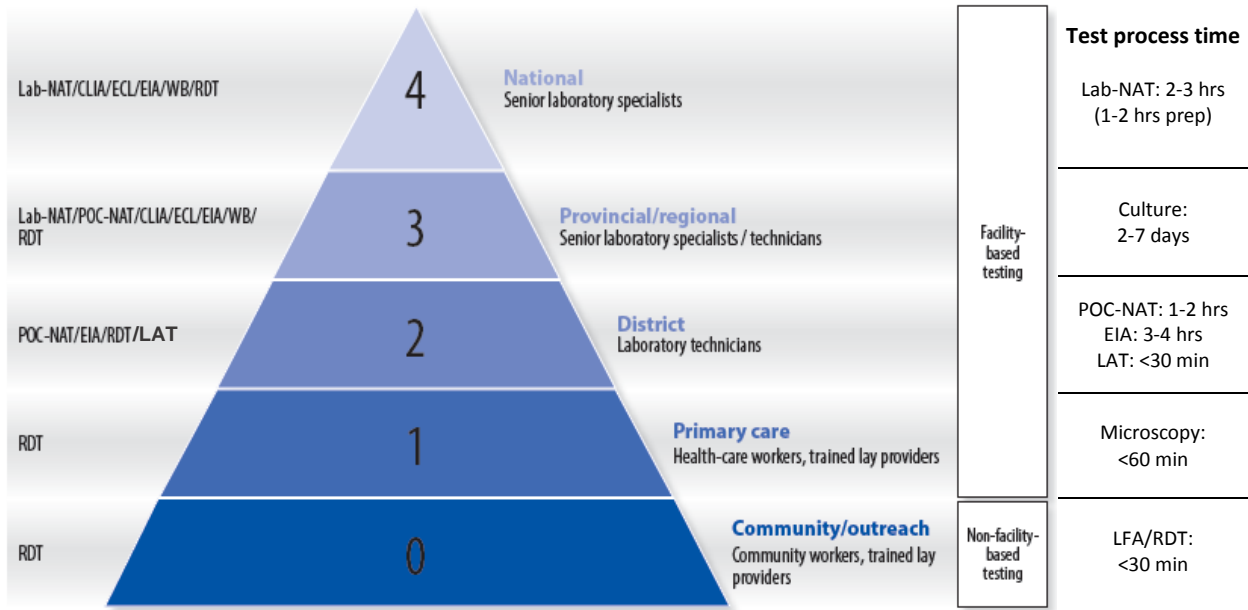 Test process time
Lab-NAT/CLIA/ECL/EIA/WB/RDT
4
National
Senior laboratory specialists
Lab-NAT: 2-3 hrs
(1-2 hrs prep)
Lab-NAT/POC-NAT/CLIA/ECL/EIA/WB/
RDT
3
Provincial/regional
Senior laboratory specialists / technicians
Facility-
based
testing
Culture:
2-7 days
POC-NAT/EIA/RDT/LAT
2
District
Laboratory technicians
POC-NAT: 1-2 hrs
EIA: 3-4 hrs
LAT: <30 min
RDT
1
Primary care
Health-care workers, trained lay providers
Microscopy:
<60 min
RDT
0
Community/outreach
Community workers, trained lay
providers
Non-facility-
based
testing
LFA/RDT:
<30 min